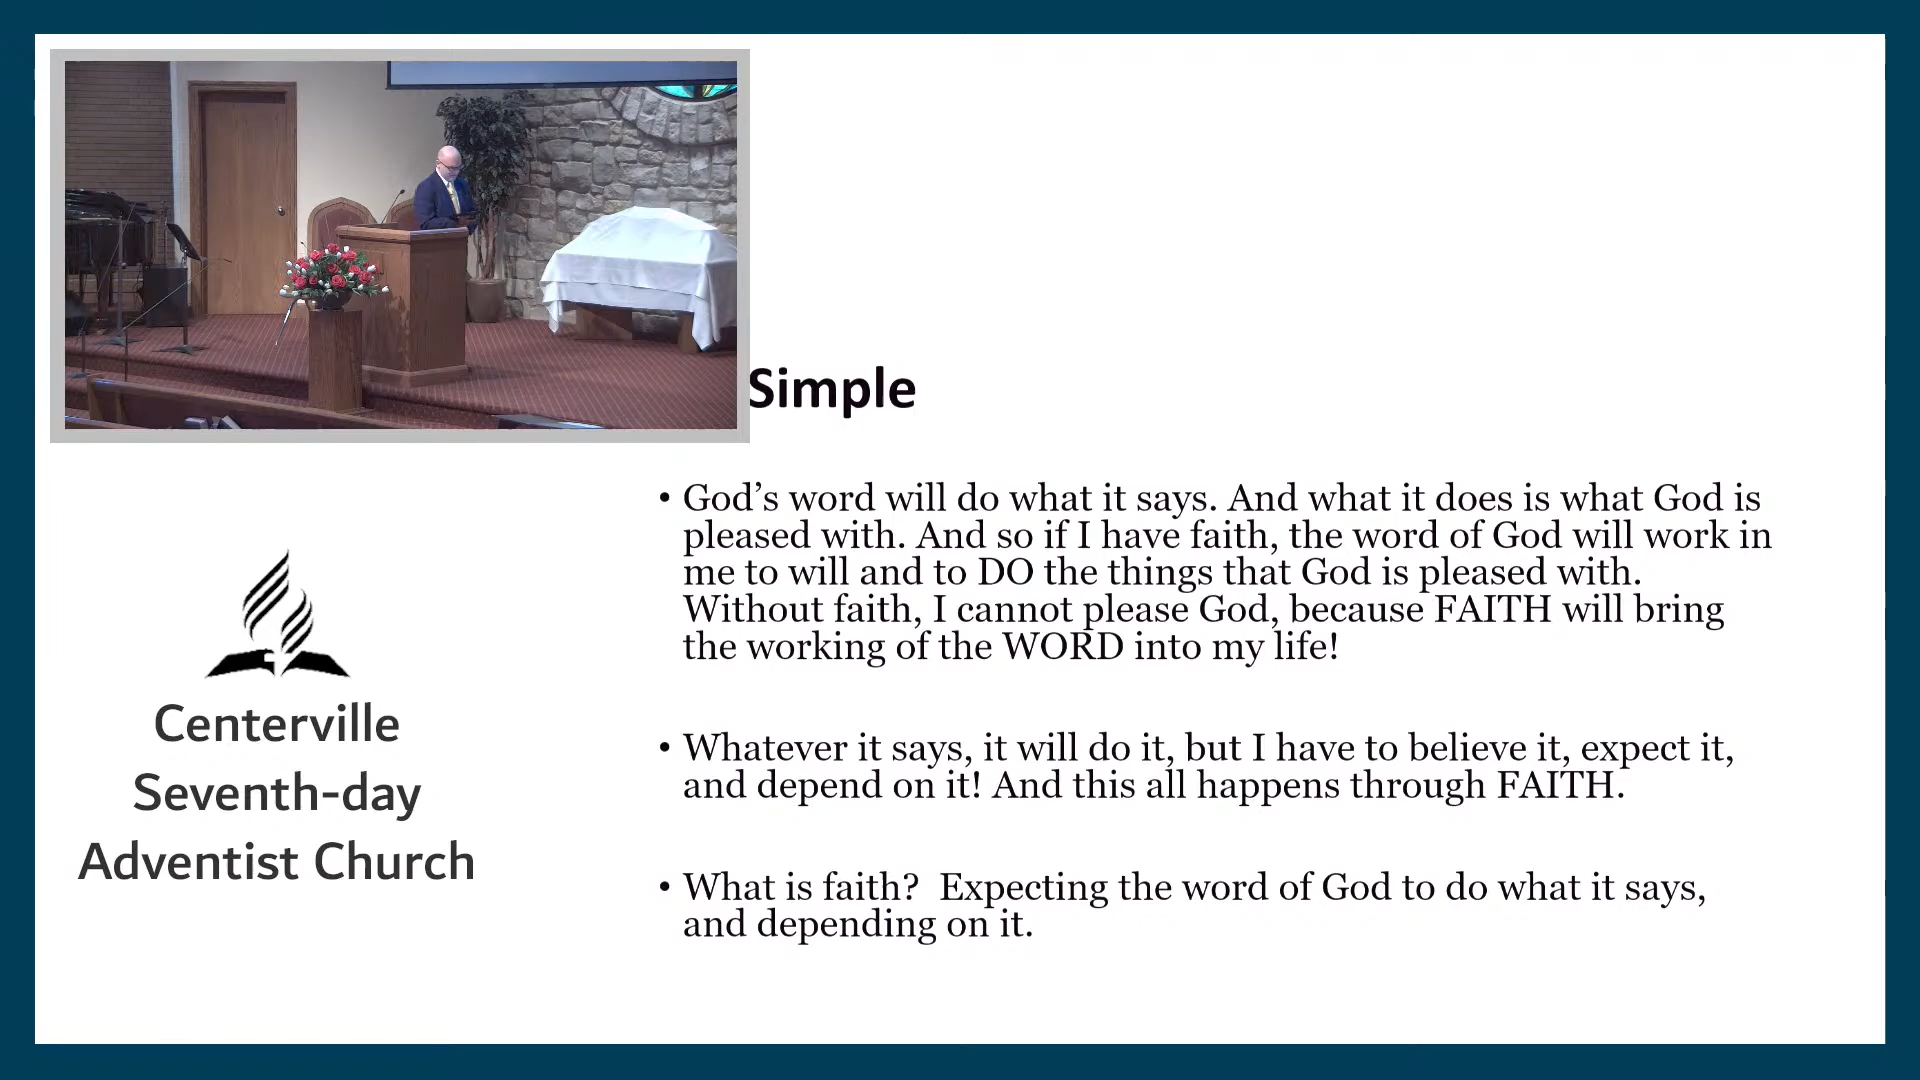 Simple
• God’s word will do what it says. And what it does is what God is
pleased with. And so if I have faith, the word of God will work in
me to will and to DO the things that God is pleased with.
Without faith, I cannot please God, because FAITH will bring
the working of the WORD into my life!
• Whatever it says, it will do it, but I have to believe it, expect it,
and depend on it! And this all happens through FAITH.
• What is faith?  Expecting the word of God to do what it says,
and depending on it.
Centerville
Seventh-day
Adventist Church